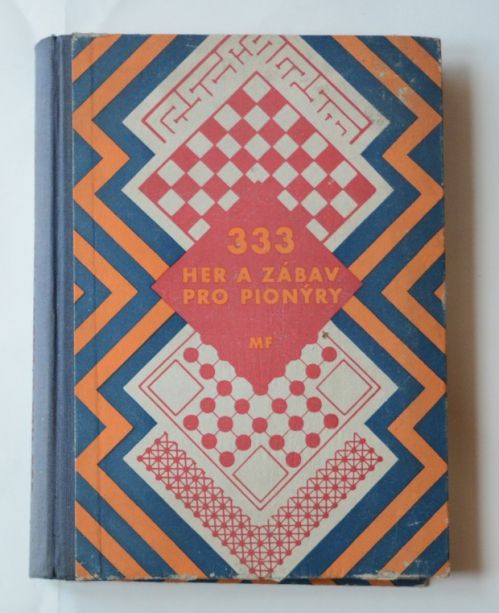 333
HER A ZÁBAV
PRO PIONÝRY
MF